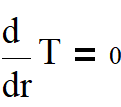 d/dr T = 0